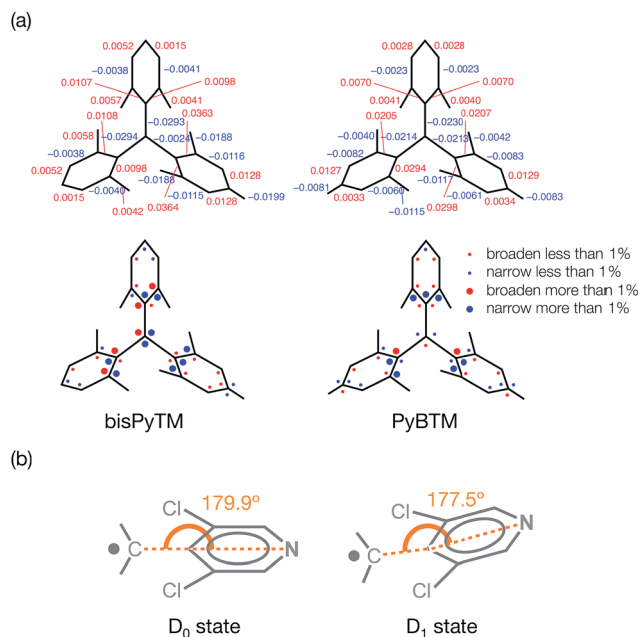 (a)
0.0052 0.0015
−0.0038 −0.0041
0.0107 0.0098
0.0057 0.0041
0.0108 0.0363
−0.0293
0.0058 −0.0294 −0.0024 −0.0188
−0.0038 −0.0116
0.0052 0.0098 −0.0188 0.0128
0.0015 −0.0040 −0.0115 0.0128 −0.0199
0.0042 0.0364
0.0028 0.0028
−0.0023 −0.0023
0.0070 0.0070
0.0041 0.0040
0.0205 0.0207
−0.0230
−0.0040 −0.0214 −0.0213 −0.0042
−0.0082 −0.0083
0.0127 0.0294 0.0129
−0.0081 0.0033 −0.0060 −0.0061 0.0034 −0.0083
−0.0115 0.0298
broaden less than 1%
narrow less than 1%
broaden more than 1%
narrow more than 1%
bisPyTM PyBTM
(b)
179.9º 177.5º
Cl Cl
C N C N
Cl Cl
D0 state D1 state